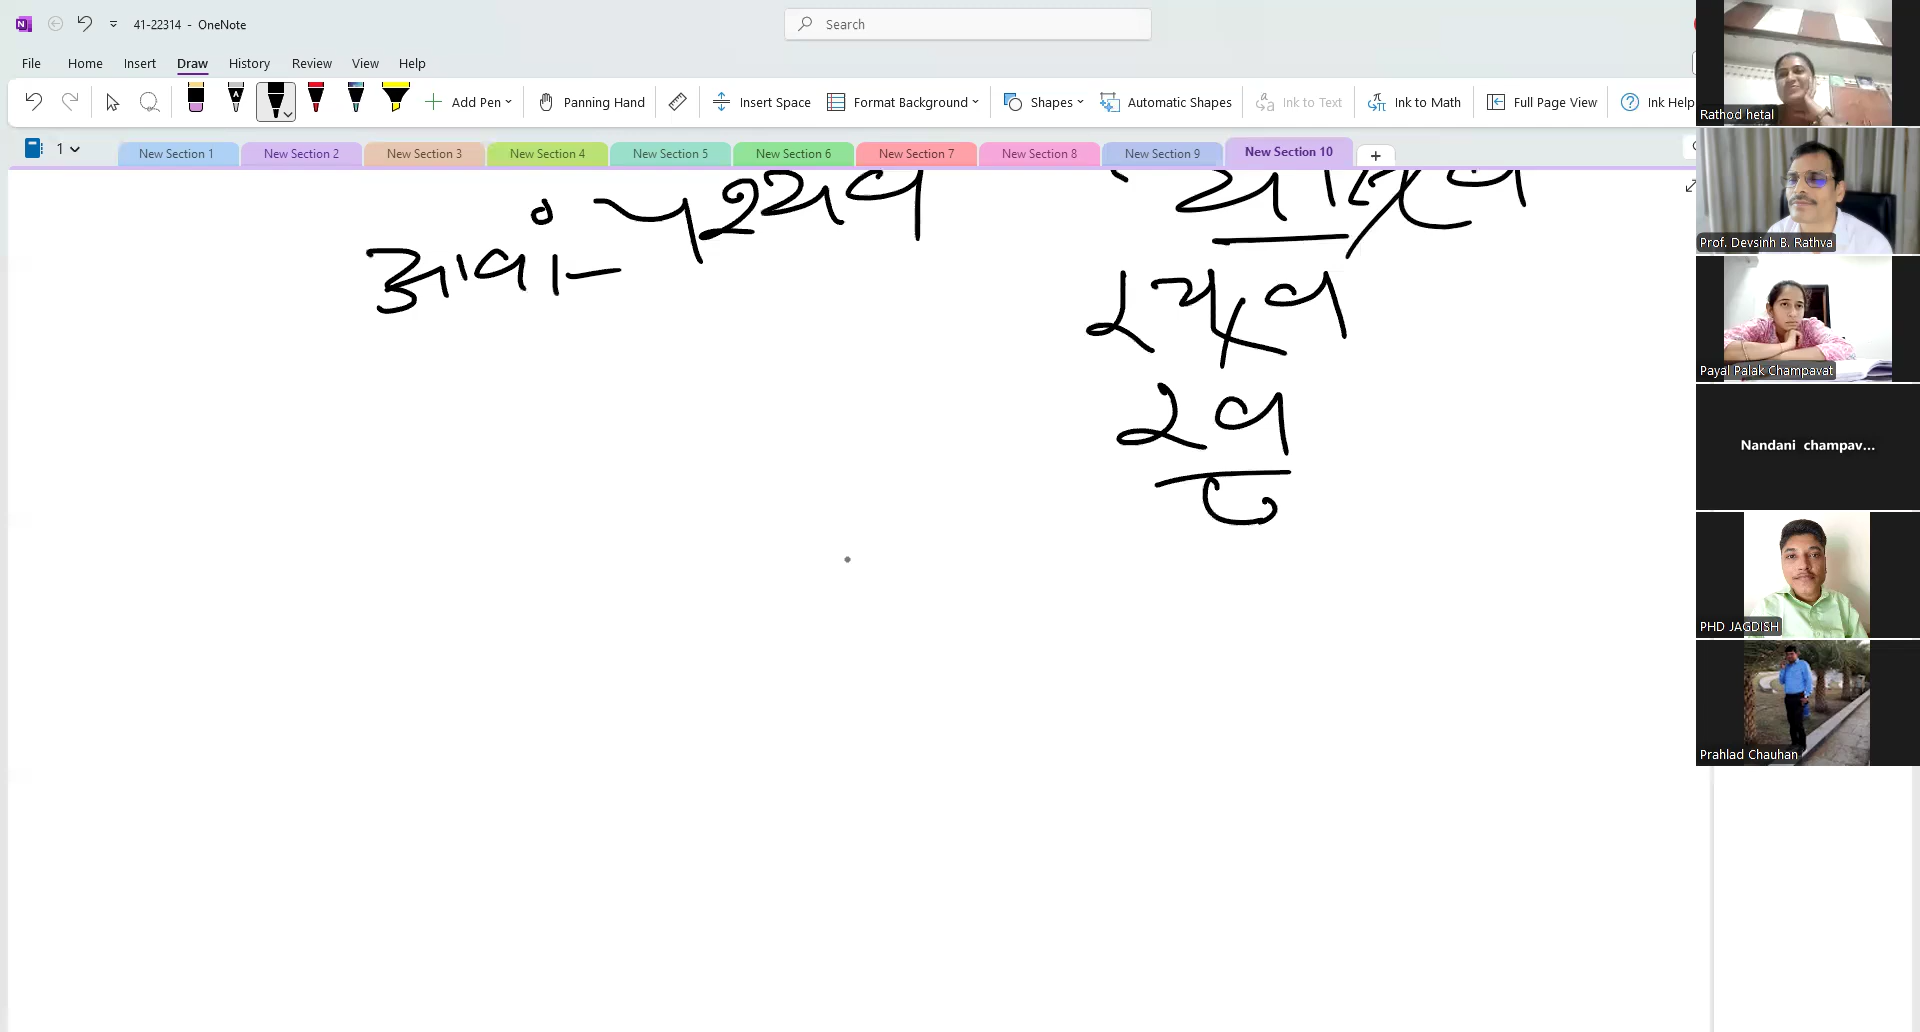 41-22314 - OneNote
Search
File Home Insert Draw History Review View Help
Add Pen Panning Hand Insert Space Format Background Shapes Automatic Shapes Ink to Text Ink to Math Full Page View Ink Help
1 New Section 1 New Section 2 New Section 3 New Section 4 New Section 5 New Section 6 New Section 7 New Section 8 New Section 9 New Section 10
Rathod hetal
Prof. Devsinh B. Rathva
Payal Palak Champavat
Nandani champav...
PHD JAGDISH
Prahlad Chauhan